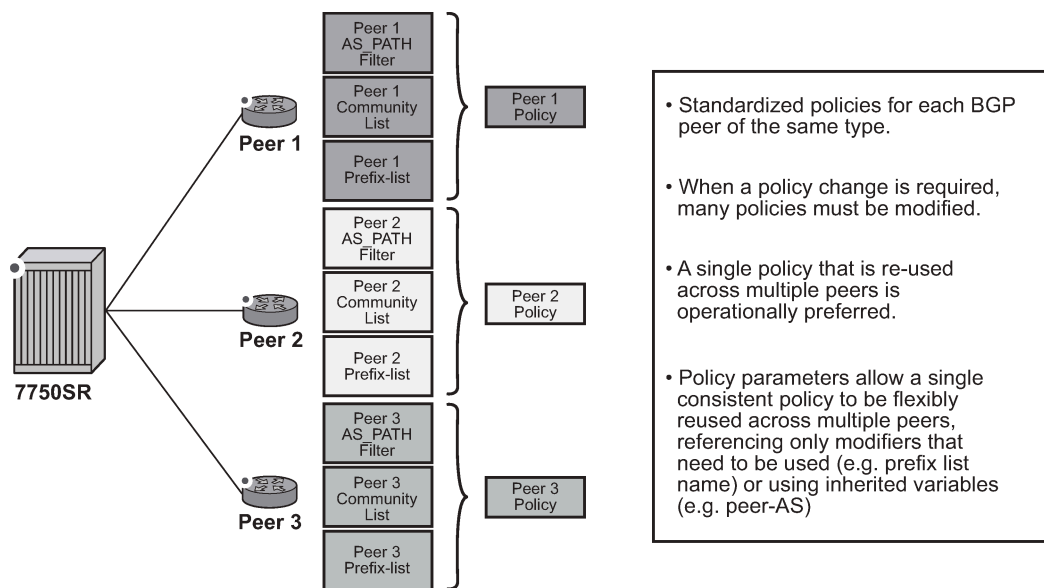 Peer 1
AS_PATH
Filter
Peer 1
Community
List
Peer 1
Prefix-list
Peer 1
Policy
Peer 1
Peer 2
AS_PATH
Filter
Peer 2
Community
List
Peer 2
Prefix-list
Peer 2
Policy
Peer 2
7750SR
Peer 3
AS_PATH
Filter
Peer 3
Community
List
Peer 3
Prefix-list
Peer 3
Policy
Peer 3
• Standardized policies for each BGP
peer of the same type.
• When a policy change is required,
many policies must be modified.
• A single policy that is re-used
across multiple peers is
operationally preferred.
• Policy parameters allow a single
consistent policy to be flexibly
reused across multiple peers,
referencing only modifiers that
need to be used (e.g. prefix list
name) or using inherited variables
(e.g. peer-AS)